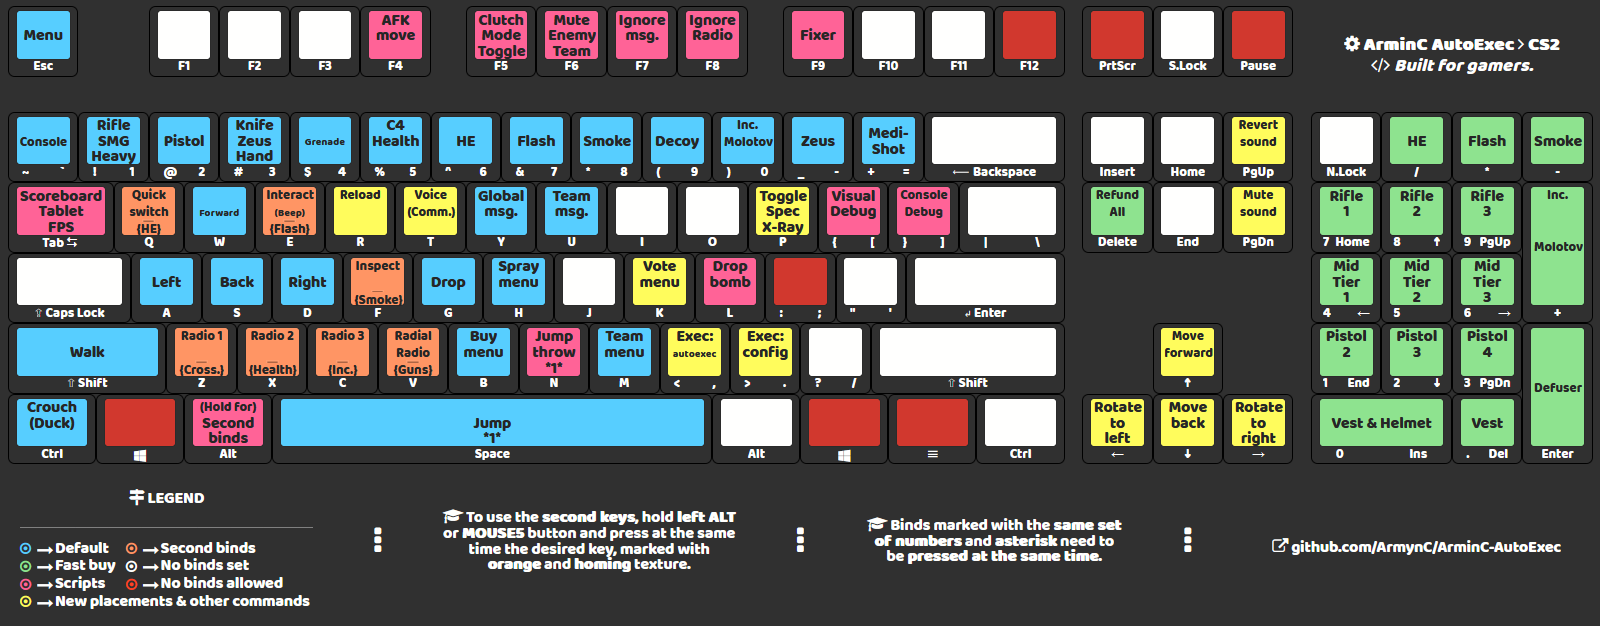 Menu
Esc
F1
F2
F3
AFK
move
F4
Clutch
Mode
Toggle
F5
Mute
Enemy
Team
F6
Ignore
msg.
F7
Ignore
Radio
F8
Fixer
F9
F10
F11
F12
PrtScr
S.Lock
Pause
ArminC AutoExec > CS2
</> Built for gamers.
Console
~ `
Rifle
SMG
Heavy
! 1
Pistol
@ 2
Knife
Zeus
Hand
# 3
Grenade
$ 4
C4
Health
% 5
HE
^ 6
Flash
& 7
Smoke
* 8
Decoy
( 9
Inc.
Molotov
) 0
Zeus
_ -
Medi-
Shot
+ =
⟵ Backspace
Insert
Home
Revert
sound
PgUp
N.Lock
HE
/
Flash
*
Smoke
-
Scoreboard
Tablet
FPS
Tab ⇆
Quick
switch
__
{HE}
Q
Forward
W
Interact
(Beep)
__
{Flash}
E
Reload
R
Voice
(Comm.)
T
Global
msg.
Y
Team
msg.
U
I
O
Toggle
Spec
X-Ray
P
Visual
Debug
{ [
Console
Debug
} ]
| \
Refund
All
Delete
End
Mute
sound
PgDn
Rifle
1
7 Home
Rifle
2
8 ↑
Rifle
3
9 PgUp
Inc.
Molotov
+
⇧ Caps Lock
Left
A
Back
S
Right
D
Inspect
__
{Smoke}
F
Drop
G
Spray
menu
H
J
Vote
menu
K
Drop
bomb
L
: ;
" '
↲ Enter
Mid
Tier
1
4 ←
Mid
Tier
2
5
Mid
Tier
3
6 →
Walk
⇧ Shift
Radio 1
__
{Cross.}
Z
Radio 2
__
{Health}
X
Radio 3
__
{Inc.}
C
Radial
Radio
__
{Guns}
V
Buy
menu
B
Jump
throw
*1*
N
Team
menu
M
Exec:
autoexec
< ,
Exec:
config
> .
? /
⇧ Shift
Move
forward
↑
Pistol
2
1 End
Pistol
3
2 ↓
Pistol
4
3 PgDn
Defuser
Enter
Crouch
(Duck)
Ctrl
(Hold for)
Second
binds
Alt
Jump
*1*
Space
Alt
≡
Ctrl
Rotate
to
left
←
Move
back
↓
Rotate
to
right
→
Vest & Helmet
0 Ins
Vest
. Del
LEGEND
→ Default
→ Second binds
→ Fast buy
→ No binds set
→ Scripts
→ No binds allowed
→ New placements & other commands
To use the second keys, hold left ALT
or MOUSE5 button and press at the same
time the desired key, marked with
orange and homing texture.
Binds marked with the same set
of numbers and asterisk need to
be pressed at the same time.
github.com/ArmynC/ArminC-AutoExec